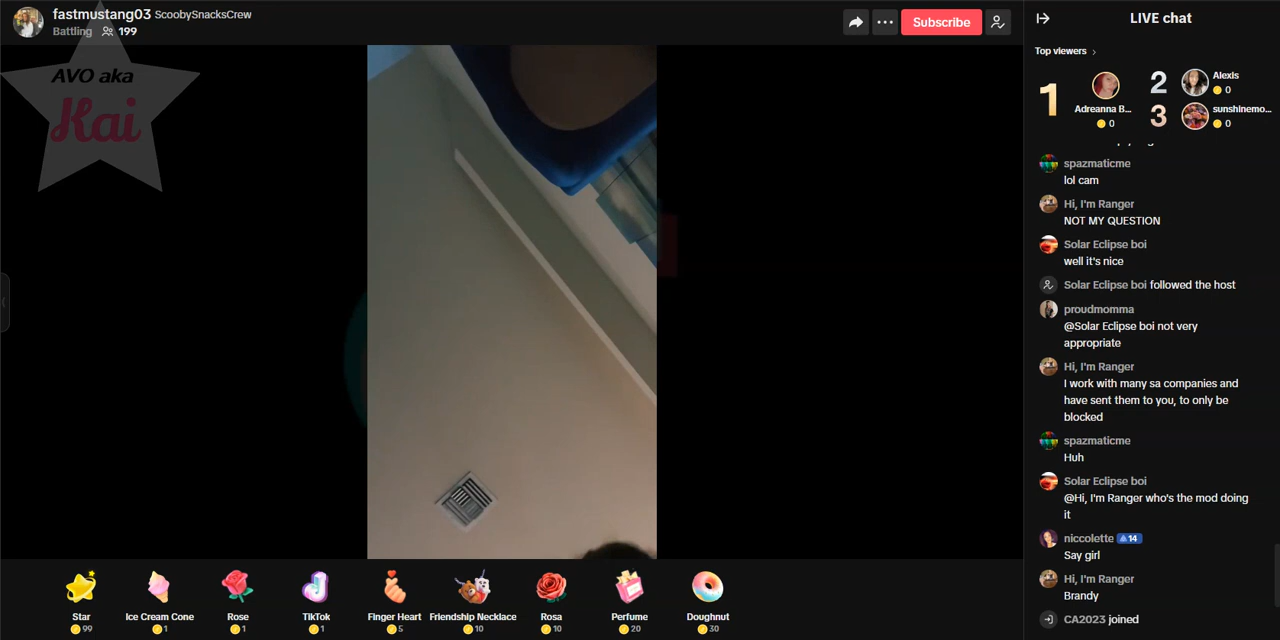 fastmustang03 ScoobySnacksCrew
Battling 199
Subscribe
AVO aka
Kai
LIVE chat
Top viewers
1
Adreanna B...
0
2
Alexis
0
3
sunshinemo...
0
spazmaticme
lol cam
Hi, I'm Ranger
NOT MY QUESTION
Solar Eclipse boi
well it's nice
Solar Eclipse boi followed the host
proudmomma
@Solar Eclipse boi not very
appropriate
Hi, I'm Ranger
I work with many sa companies and
have sent them to you, to only be
blocked
spazmaticme
Huh
Solar Eclipse boi
@Hi, I'm Ranger who's the mod doing
it
niccolette 14
Say girl
Hi, I'm Ranger
Brandy
CA2023 joined
Star
99
Ice Cream Cone
1
Rose
1
TikTok
1
Finger Heart
5
Friendship Necklace
10
Rosa
10
Perfume
20
Doughnut
30